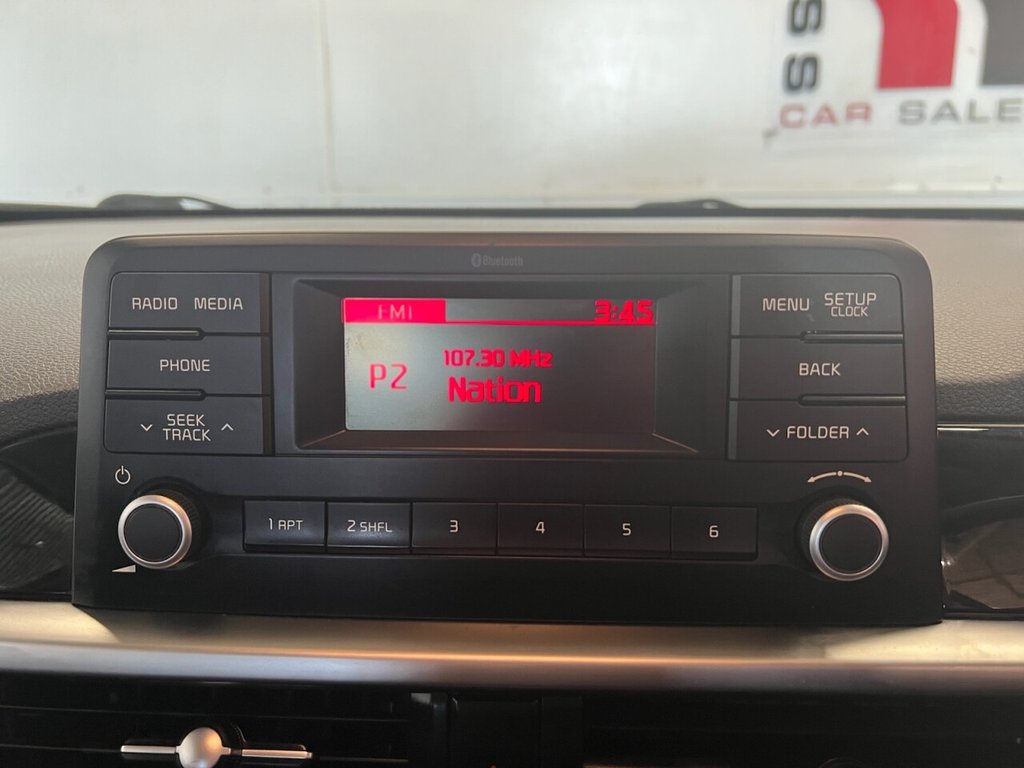 SS
CAR SALE
Bluetooth
RADIO MEDIA
PHONE
SEEK
TRACK
FM1 3:45
107.30 MHz
P2
Nation
MENU SETUP
CLOCK
BACK
FOLDER
1 RPT 2 SHFL 3 4 5 6